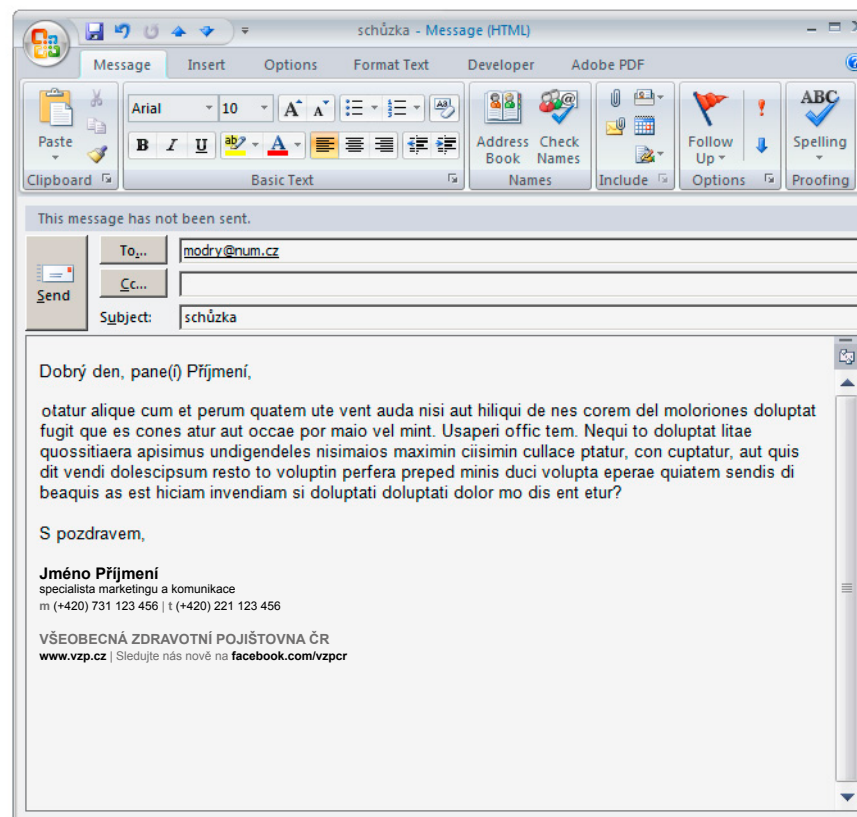 schůzka - Message (HTML)
Message Insert Options Format Text Developer Adobe PDF
Arial 10
Paste
B I U ab A
Address Book
Check Names
Follow Up
ABC
Spelling
Clipboard Basic Text Names Include Options Proofing
This message has not been sent.
Send
To... modry@num.cz
Cc...
Subject: schůzka
Dobrý den, pane(í) Příjmení,
otatur alique cum et perum quatem ute vent auda nisi aut hiliqui de nes corem del moloriones doluptat
fugit que es cones atur aut occae por maio vel mint. Usaperi offic tem. Nequi to doluptat litae
quossitiaera apisimus undigendeles nisimaios maximin ciisimin cullace ptatur, con cuptatur, aut quis
dit vendi dolescipsum resto to voluptin perfera preped minis duci volupta eperae quiatem sendis di
beaquis as est hiciam invendiam si doluptati doluptati dolor mo dis ent etur?
S pozdravem,
Jméno Příjmení
specialista marketingu a komunikace
m (+420) 731 123 456 | t (+420) 221 123 456
VŠEOBECNÁ ZDRAVOTNÍ POJIŠTOVNA ČR
www.vzp.cz | Sledujte nás nově na facebook.com/vzpcr